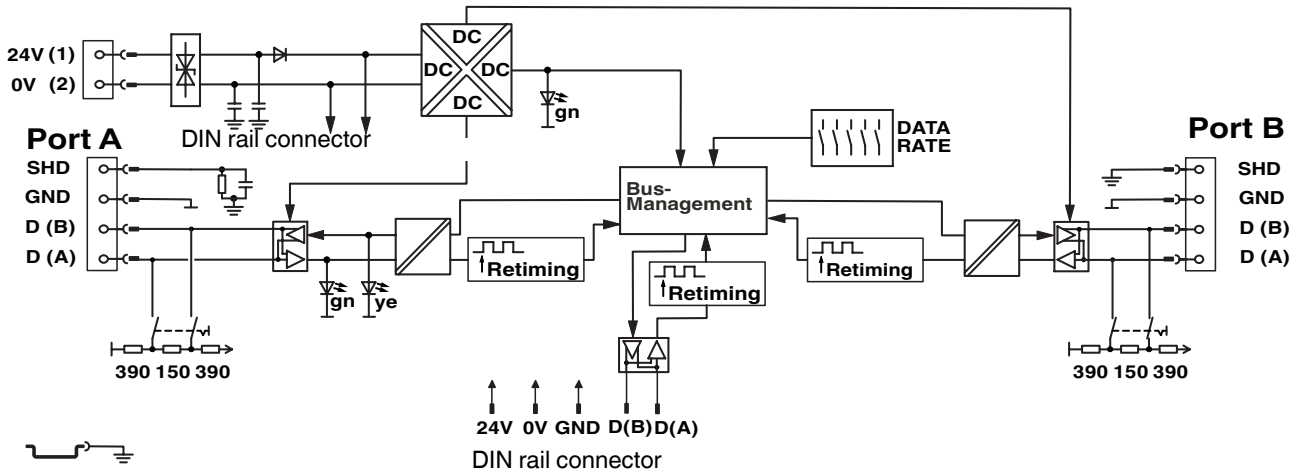 24V (1)
0V (2)
DC
DC DC
DC
gn
DIN rail connector
DATA
RATE
Port A
SHD
GND
D (B)
D (A)
Port B
SHD
GND
D (B)
D (A)
Bus-
Management
Retiming
Retiming
Retiming
gn
ye
390 150 390
390 150 390
24V 0V GND D(B) D(A)
DIN rail connector